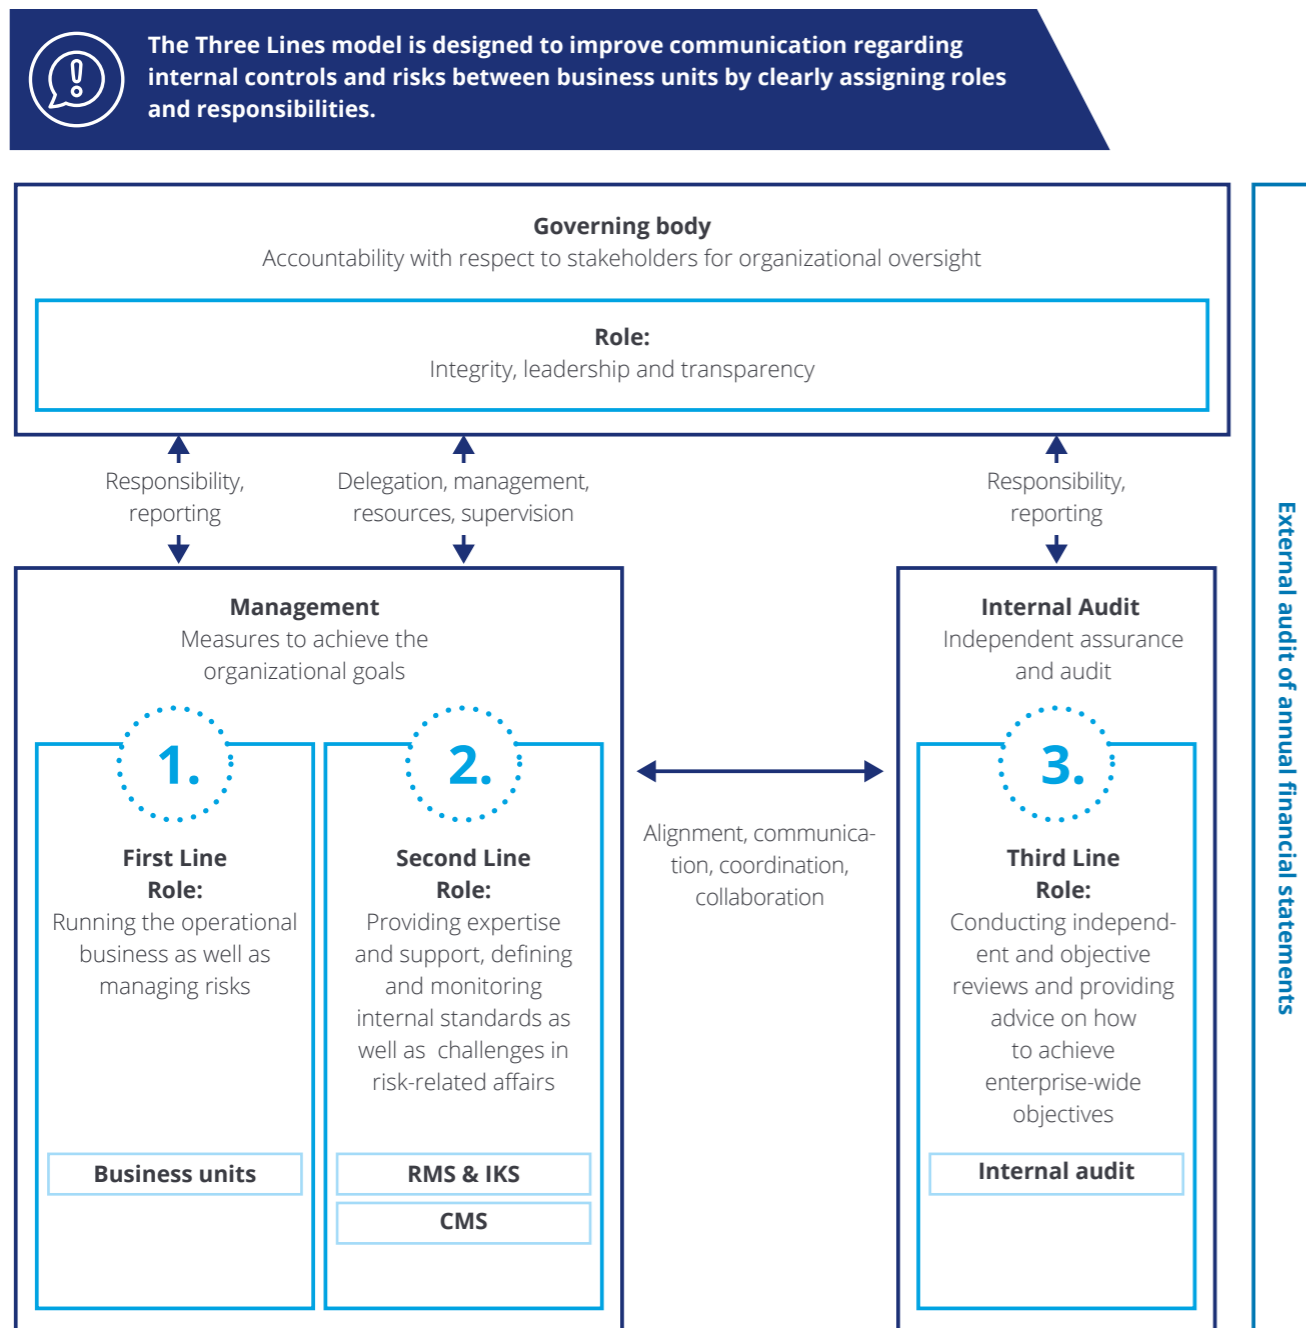 The Three Lines model is designed to improve communication regarding
internal controls and risks between business units by clearly assigning roles
and responsibilities.
Governing body
Accountability with respect to stakeholders for organizational oversight
Role:
Integrity, leadership and transparency
Responsibility,
reporting
Delegation, management,
resources, supervision
Responsibility,
reporting
Management
Measures to achieve the
organizational goals
1.
First Line
Role:
Running the operational
business as well as
managing risks
Business units
2.
Second Line
Role:
Providing expertise
and support, defining
and monitoring
internal standards as
well as challenges in
risk-related affairs
RMS & IKS
CMS
Alignment, communica-
tion, coordination,
collaboration
Internal Audit
Independent assurance
and audit
3.
Third Line
Role:
Conducting independ-
ent and objective
reviews and providing
advice on how
to achieve
enterprise-wide
objectives
Internal audit
External audit of annual financial statements